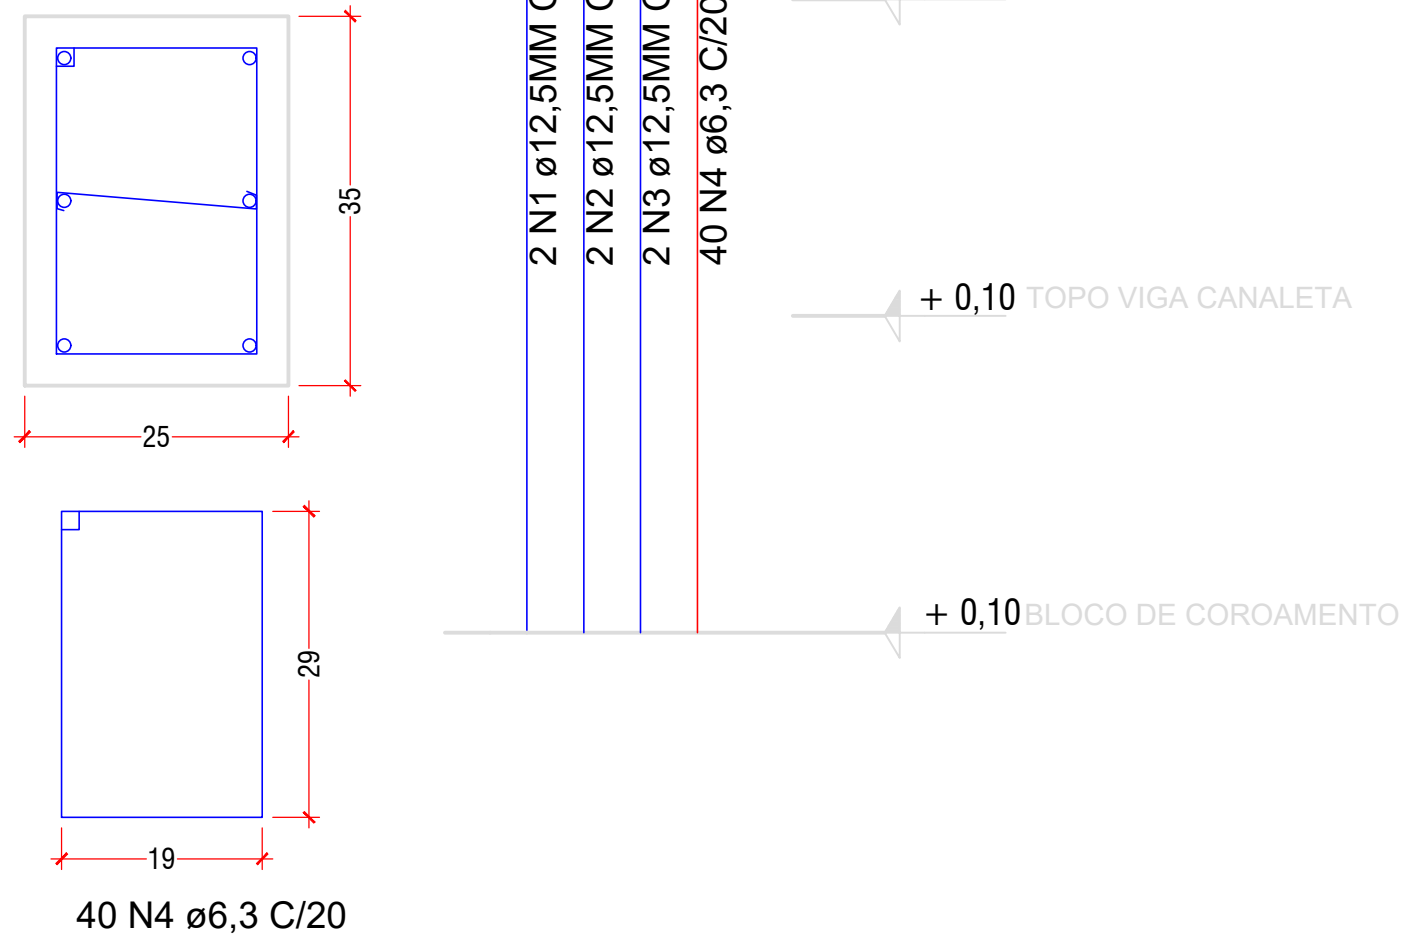 35
25
2 N1 ø12,5MM C
2 N2 ø12,5MM C
2 N3 ø12,5MM C
40 N4 ø6,3 C/20
+ 0,10 TOPO VIGA CANALETA
+ 0,10 BLOCO DE COROAMENTO
29
19
40 N4 ø6,3 C/20